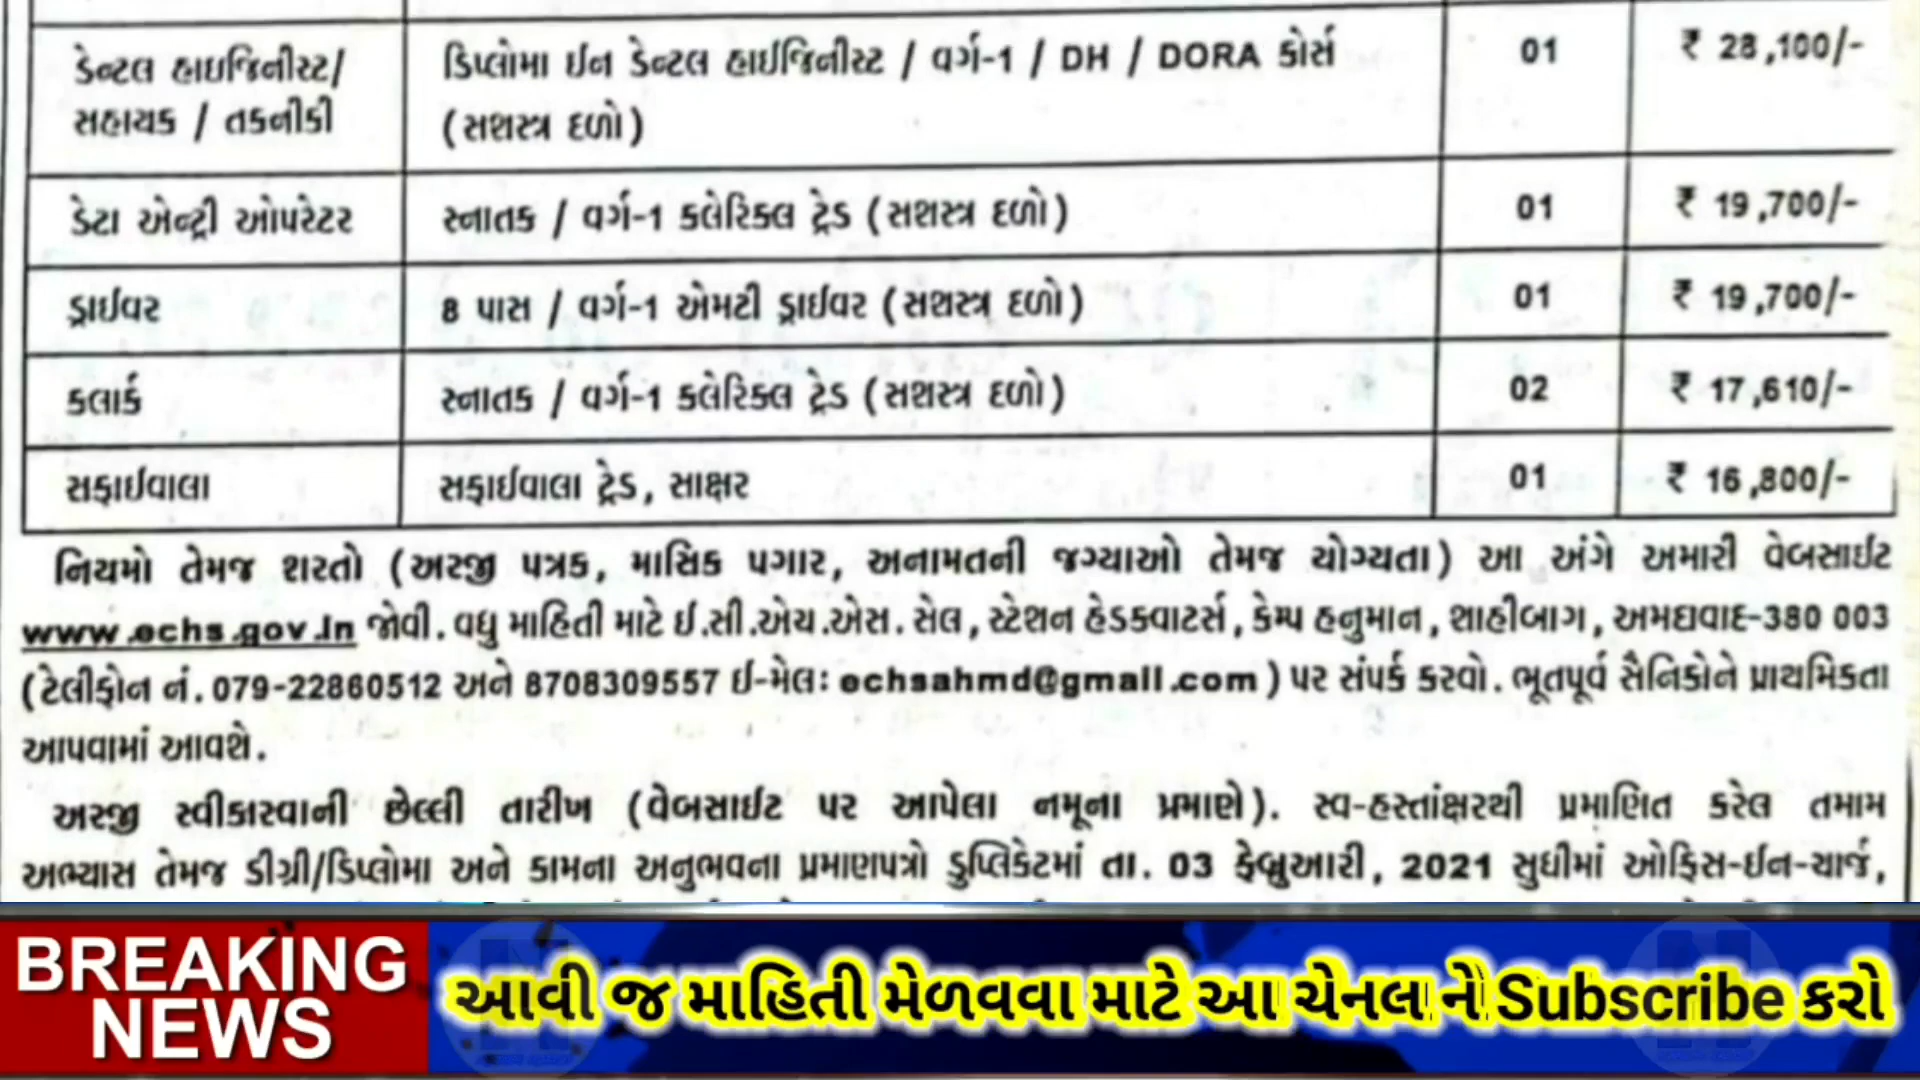 ડેન્ટલ હાઇજિનીસ્ટ/ સહાયક / તકનીકી
ડિપ્લોમા ઈન ડેન્ટલ હાઈજિનીસ્ટ / વર્ગ-1 / DH / DORA કોર્સ (સશસ્ત્ર દળો)
01
₹ 28,100/-
ડેટા એન્ટ્રી ઓપરેટર
સ્નાતક / વર્ગ-1 કલેરિકલ ટ્રેડ (સશસ્ત્ર દળો)
01
₹ 19,700/-
ડ્રાઈવર
8 પાસ / વર્ગ-1 એમટી ડ્રાઈવર (સશસ્ત્ર દળો)
01
₹ 19,700/-
કલાર્ક
સ્નાતક / વર્ગ-1 કલેરિકલ ટ્રેડ (સશસ્ત્ર દળો)
02
₹ 17,610/-
સફાઈવાલા
સફાઈવાલા ટ્રેડ, સાક્ષર
01
₹ 16,800/-
નિયમો તેમજ શરતો (અરજી પત્રક, માસિક પગાર, અનામતની જગ્યાઓ તેમજ યોગ્યતા) આ અંગે અમારી વેબસાઈટ
www.echs.gov.in જોવી. વધુ માહિતી માટે ઈ.સી.એચ.એસ. સેલ, સ્ટેશન હેડક્વાટર્સ, કેમ્પ હનુમાન, શાહીબાગ, અમદાવાદ-380 003
(ટેલીફોન નં. 079-22860512 અને 8708309557 ઈ-મેલ: echsahmd@gmail.com) પર સંપર્ક કરવો. ભૂતપૂર્વ સૈનિકોને પ્રાથમિકતા
આપવામાં આવશે.
અરજી સ્વીકારવાની છેલ્લી તારીખ (વેબસાઈટ પર આપેલા નમૂના પ્રમાણે). સ્વ-હસ્તાંક્ષરથી પ્રમાણિત કરેલ તમામ
અભ્યાસ તેમજ ડીગ્રી/ડિપ્લોમા અને કામના અનુભવના પ્રમાણપત્રો ડુપ્લિકેટમાં તા. 03 ફેબ્રુઆરી, 2021 સુધીમાં ઓફિસ-ઈન-ચાર્જ,
BREAKING
NEWS
આવી જ માહિતી મેળવવા માટે આ ચેનલ ને Subscribe કરો